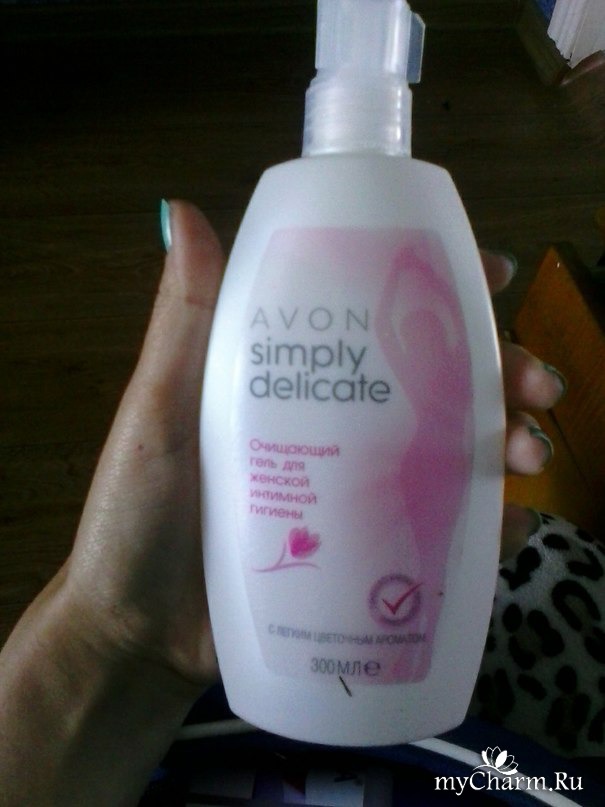 AVON
simply
delicate
Очищающий
гель для
женской
интимной
гигиены
С ЛЕГКИМ ЦВЕТОЧНЫМ АРОМАТОМ
300 МЛ ℮
myCharm.Ru